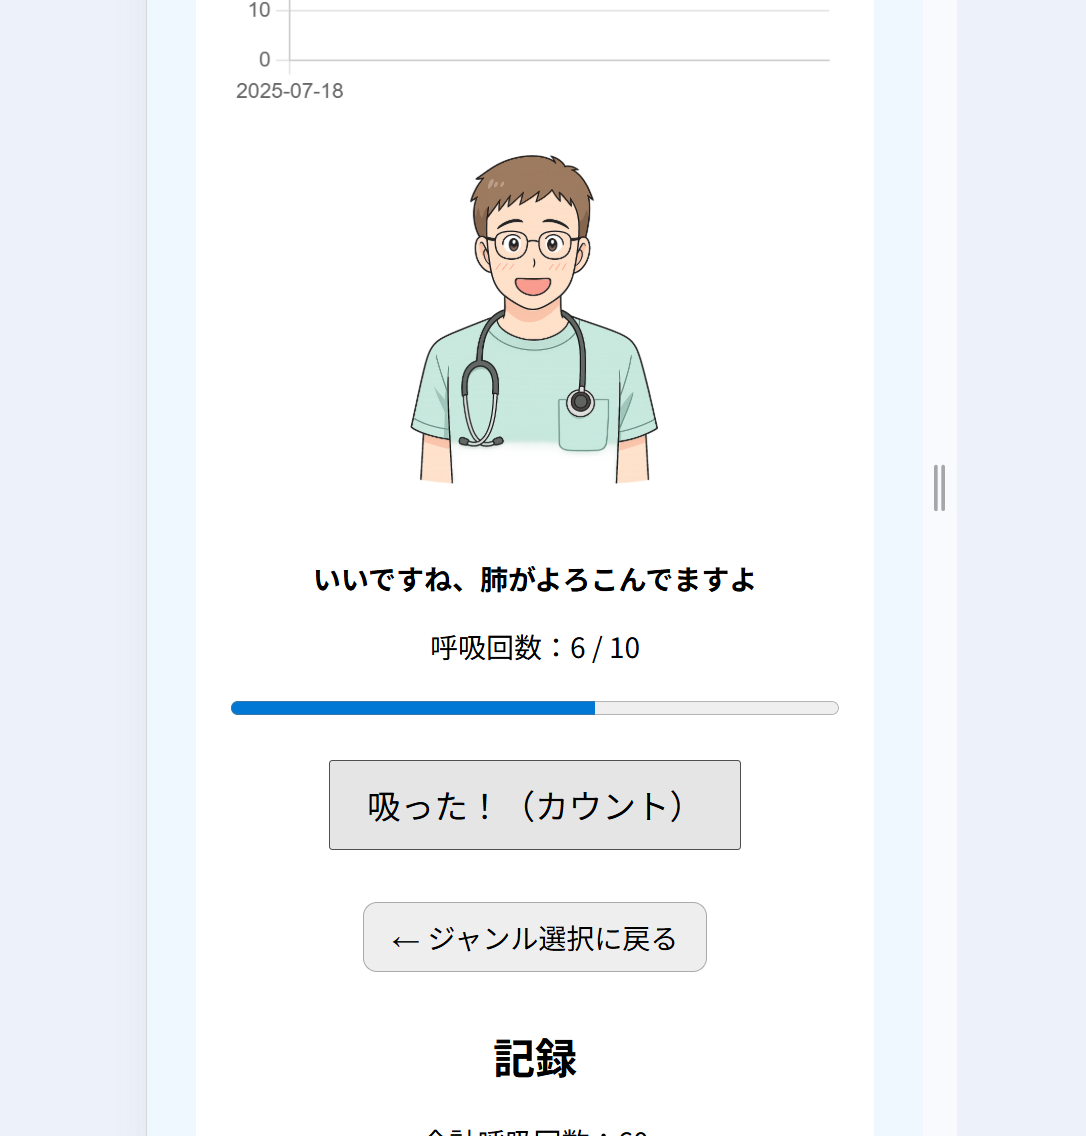 10
0
2025-07-18
いいですね、肺がよろこんでますよ
呼吸回数：6 / 10
吸った！（カウント）
← ジャンル選択に戻る
記録